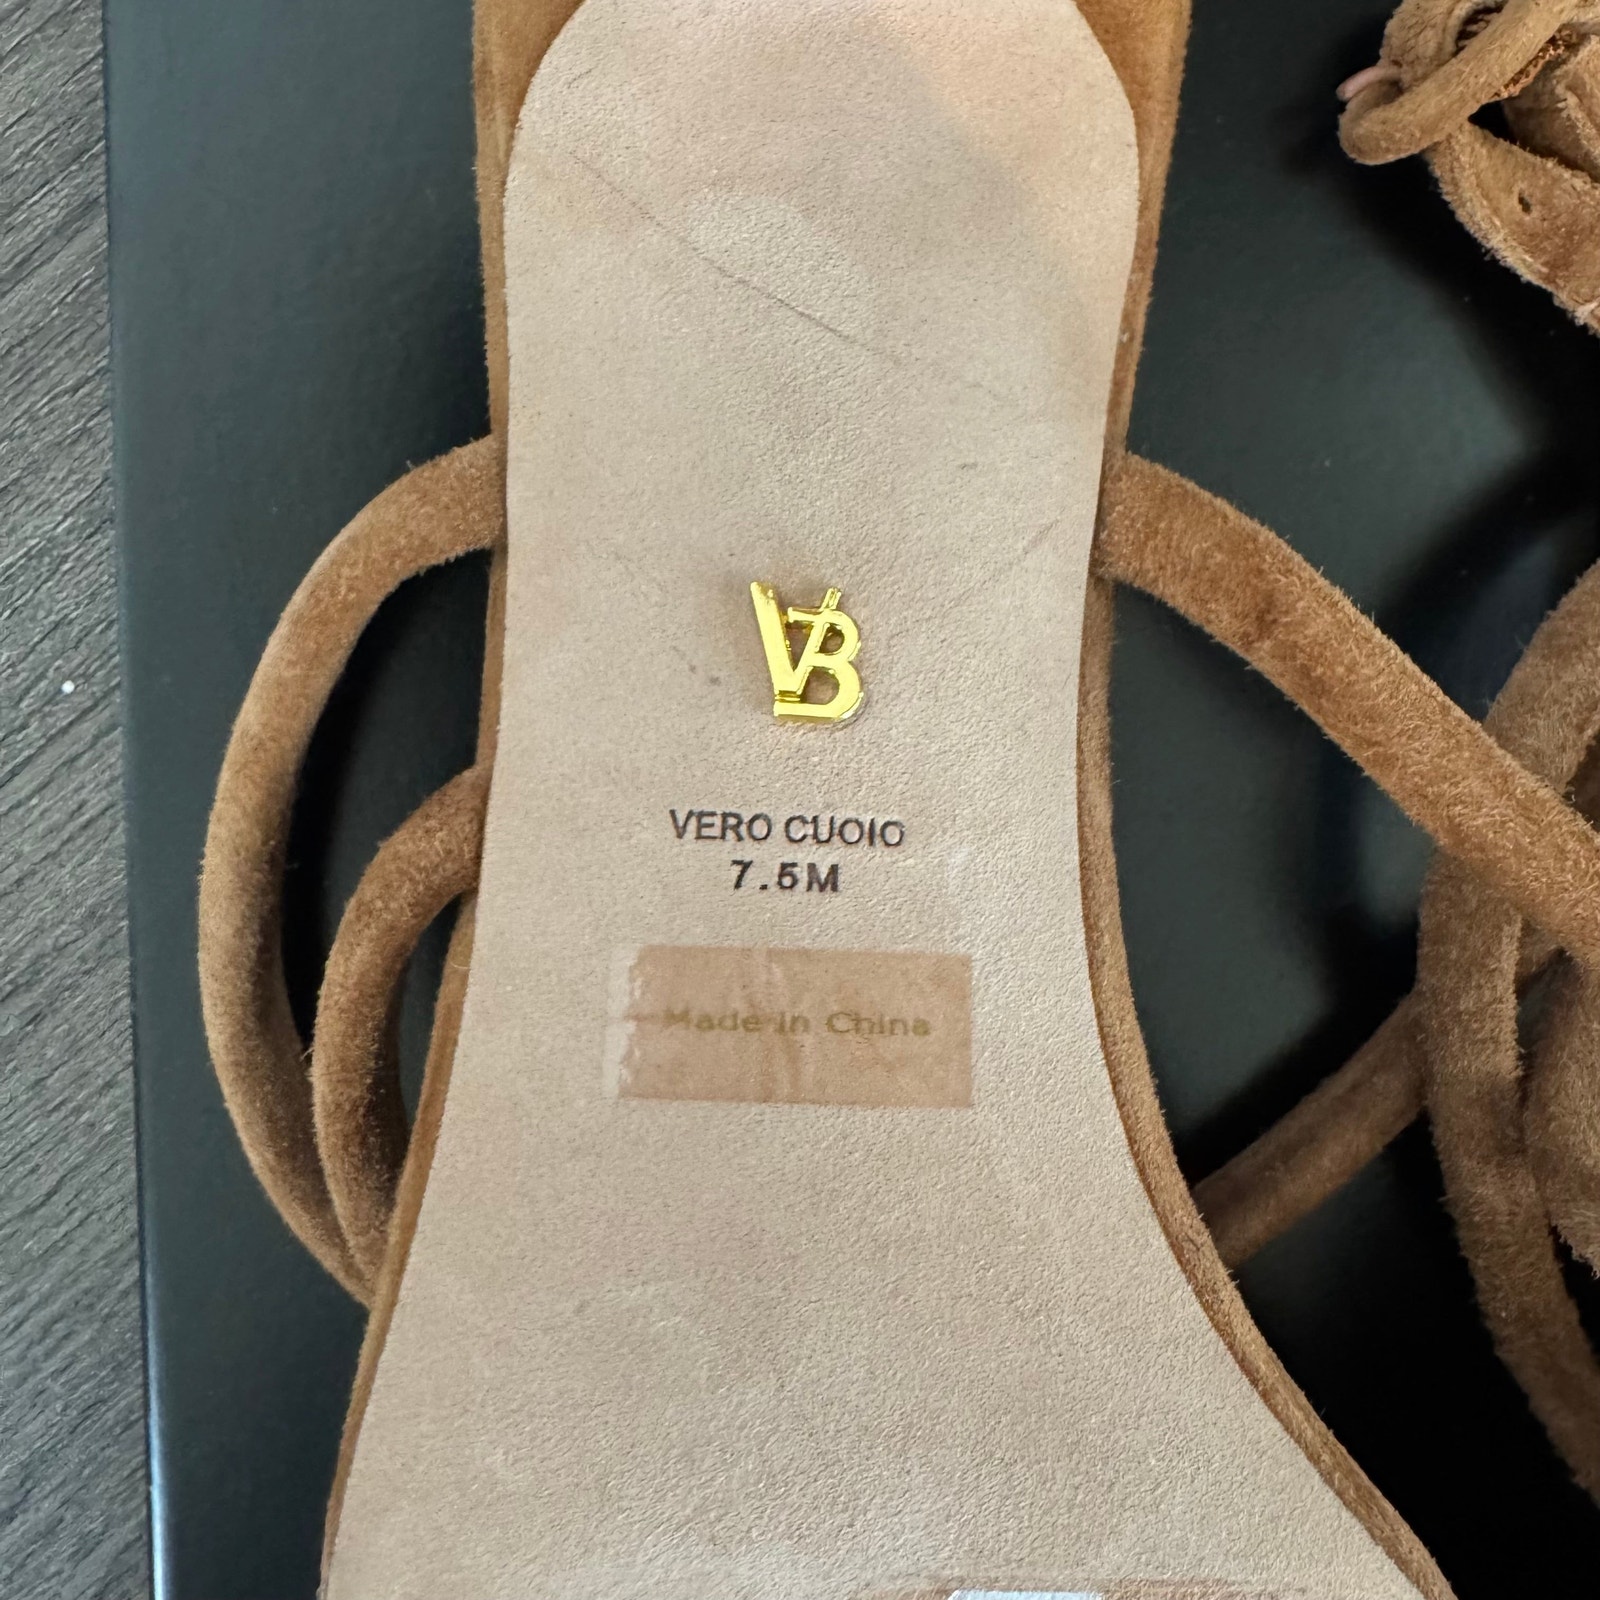 VB
VERO CUOIO
7.5M
Made in China